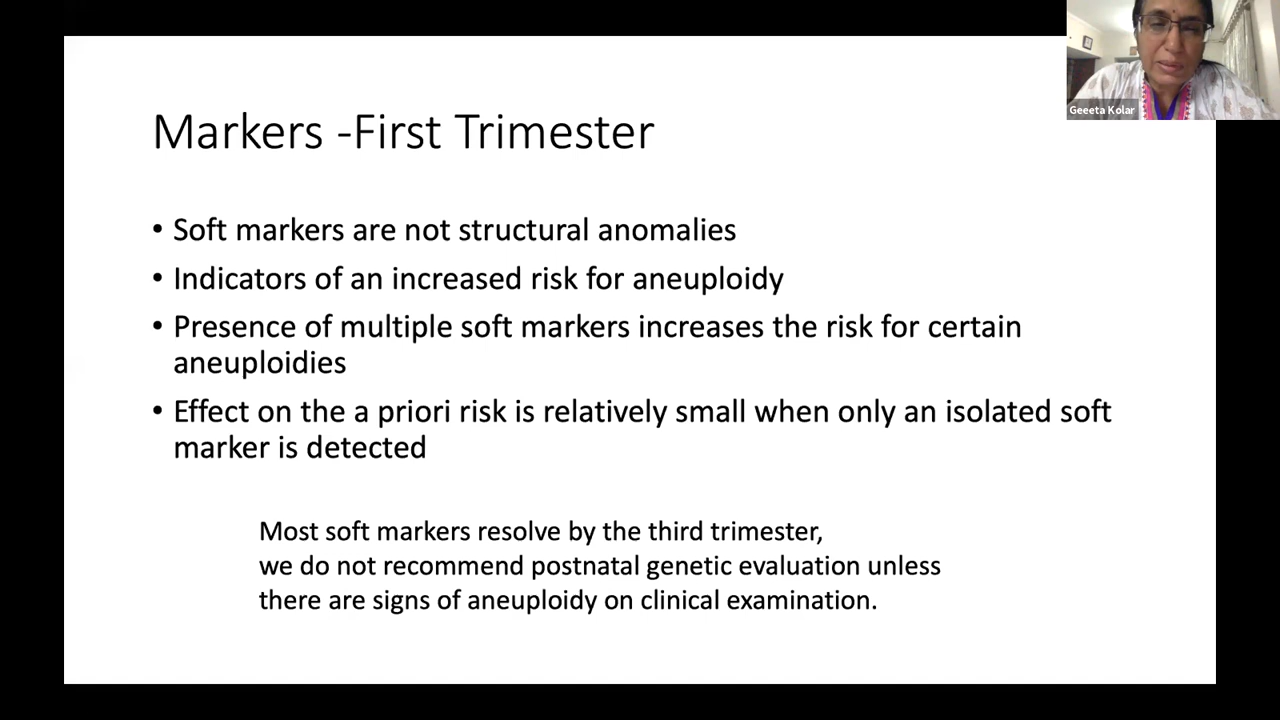 Geeeta Kolar
Markers -First Trimester
• Soft markers are not structural anomalies
• Indicators of an increased risk for aneuploidy
• Presence of multiple soft markers increases the risk for certain
aneuploidies
• Effect on the a priori risk is relatively small when only an isolated soft
marker is detected
Most soft markers resolve by the third trimester,
we do not recommend postnatal genetic evaluation unless
there are signs of aneuploidy on clinical examination.